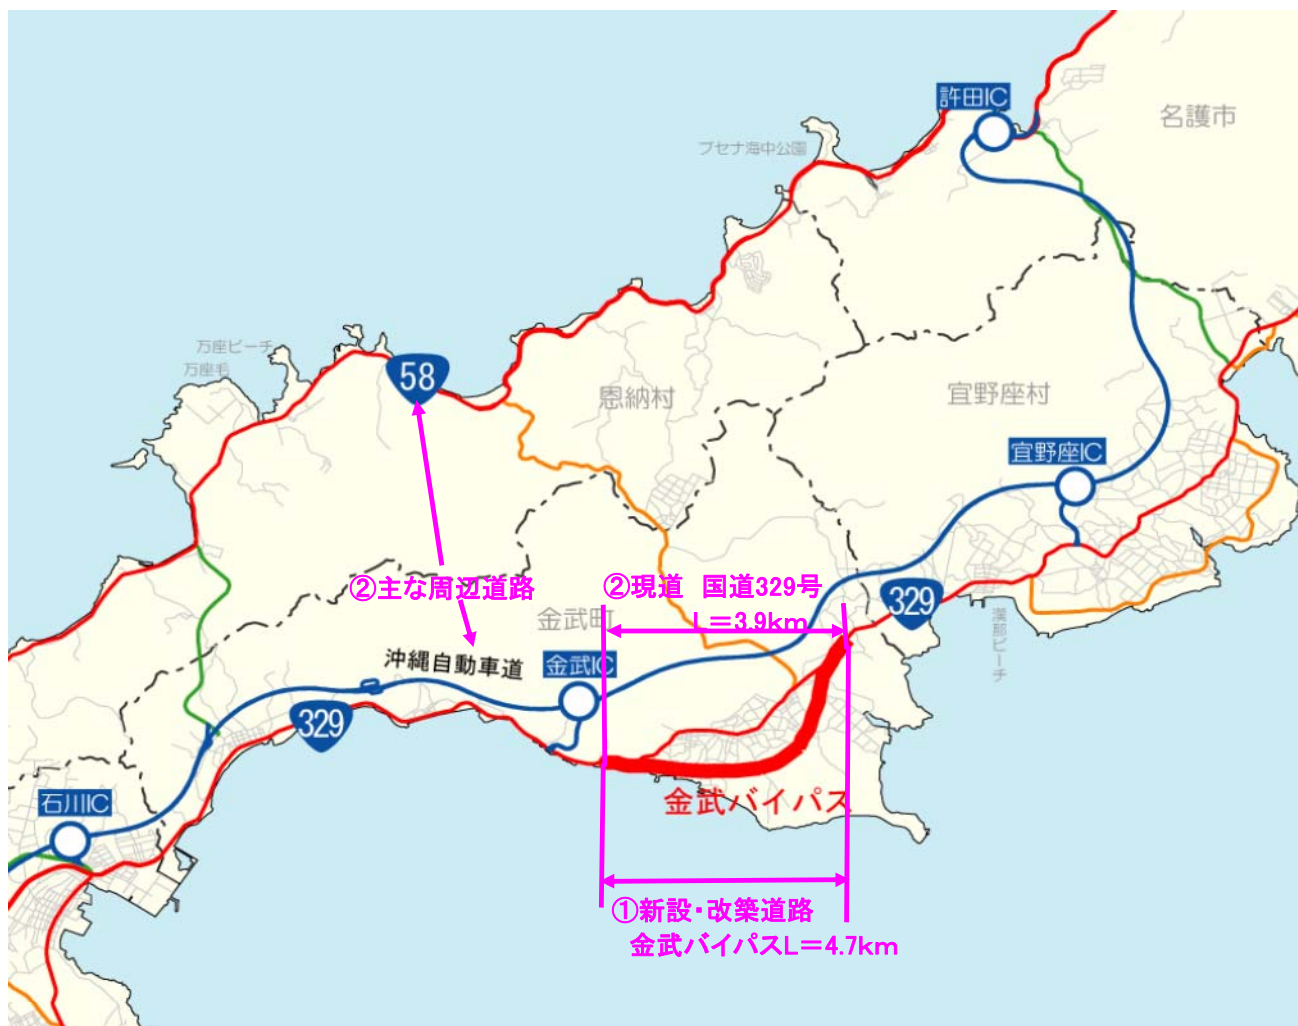 許田IC
名護市
ブセナ海中公園
万座ビーチ
万座毛
58
恩納村
宜野座村
宜野座IC
②主な周辺道路
②現道 国道329号
L=3.9km
329
金武町
漢那ビーチ
沖縄自動車道
金武IC
329
石川IC
金武バイパス
①新設・改築道路
金武バイパスL=4.7km